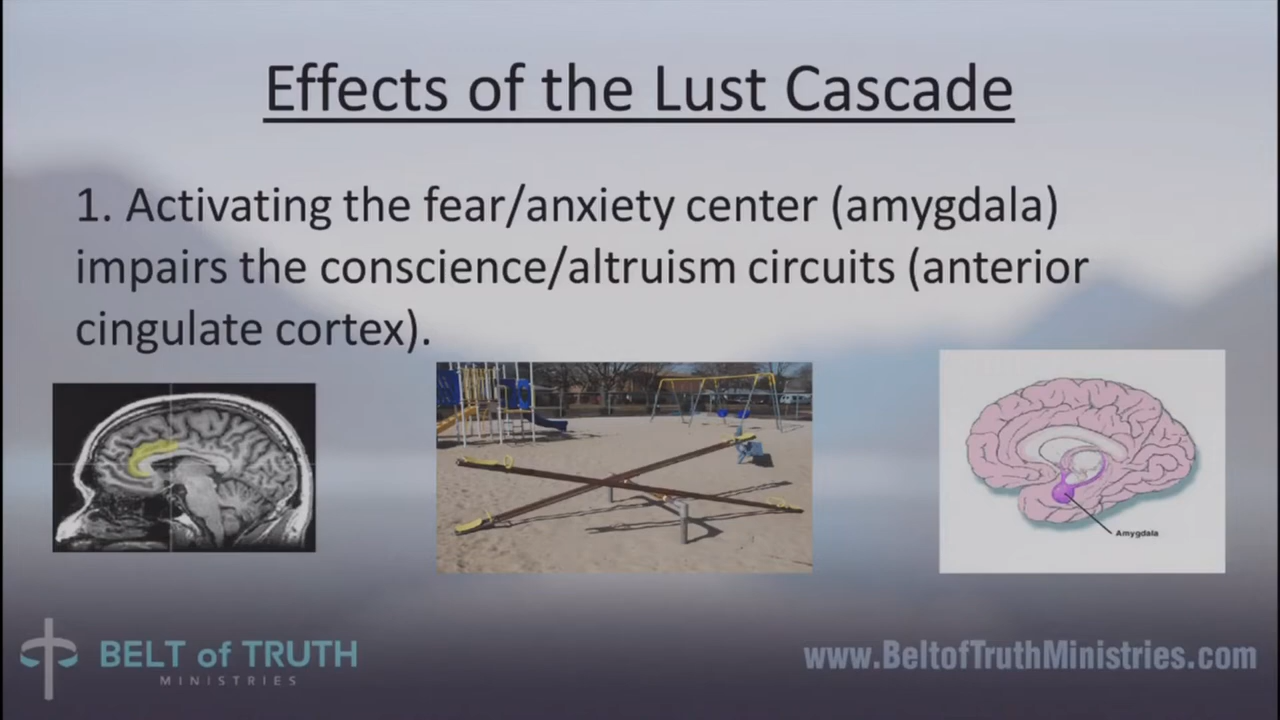 Effects of the Lust Cascade
1. Activating the fear/anxiety center (amygdala)
impairs the conscience/altruism circuits (anterior
cingulate cortex).
Amygdala
BELT of TRUTH
MINISTRIES
www.BeltofTruthMinistries.com